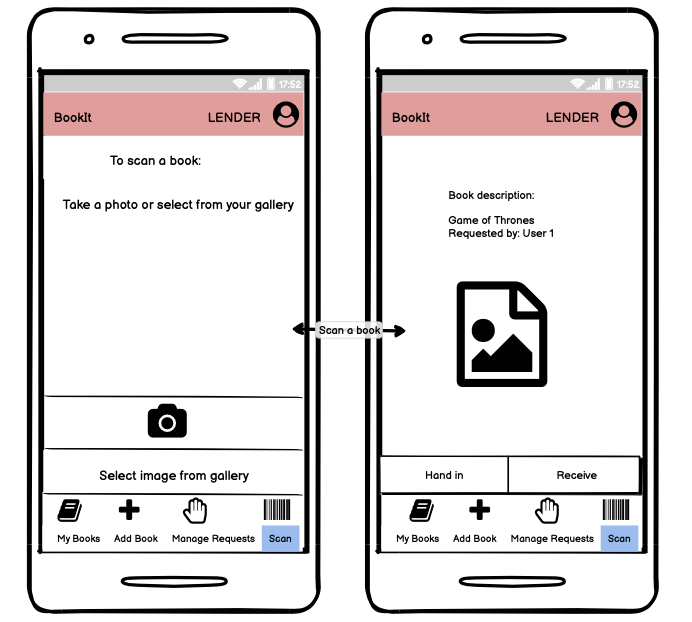 17:52
BookIt LENDER
To scan a book:
Take a photo or select from your gallery
Select image from gallery
My Books Add Book Manage Requests Scan
Scan a book
17:52
BookIt LENDER
Book description:
Game of Thrones
Requested by: User 1
Hand in Receive
My Books Add Book Manage Requests Scan